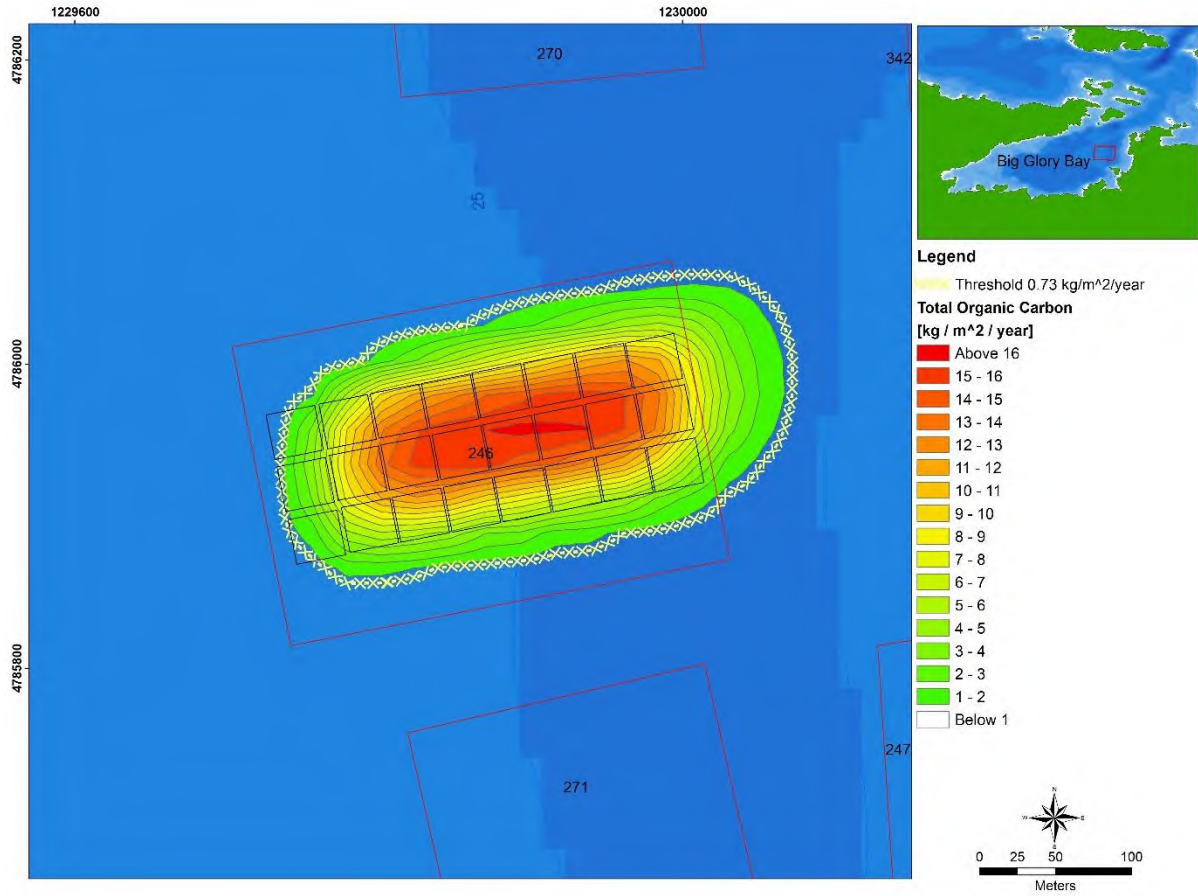 1229600
1230000
4786200
4786000
4785800
270
342
25
246
271
247
Big Glory Bay
Legend
Threshold 0.73 kg/m^2/year
Total Organic Carbon
[kg / m^2 / year]
Above 16
15 - 16
14 - 15
13 - 14
12 - 13
11 - 12
10 - 11
9 - 10
8 - 9
7 - 8
6 - 7
5 - 6
4 - 5
3 - 4
2 - 3
1 - 2
Below 1
N
W E
S
0 25 50 100
Meters